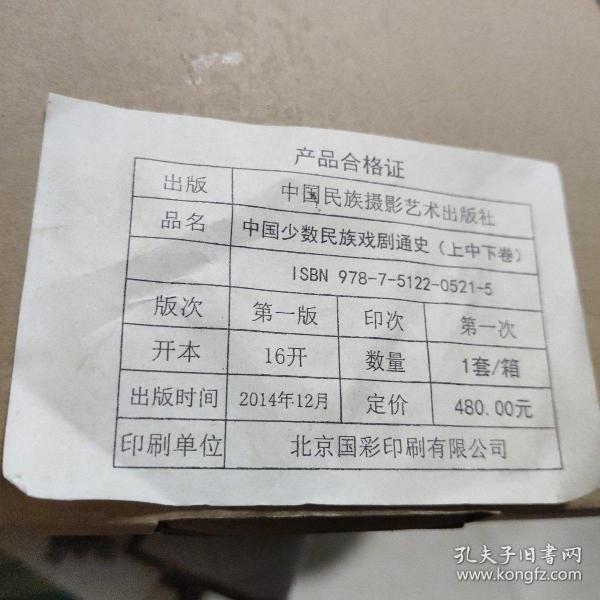 产品合格证
出版 中国民族摄影艺术出版社
品名 中国少数民族戏剧通史（上中下卷）
ISBN 978-7-5122-0521-5
版次 第一版 印次 第一次
开本 16开 数量 1套/箱
出版时间 2014年12月 定价 480.00元
印刷单位 北京国彩印刷有限公司
孔夫子旧书网
www.kongfz.com